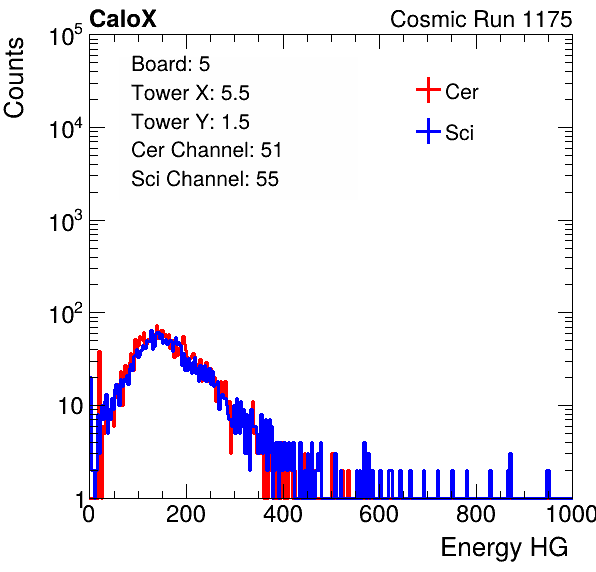 CaloX Cosmic Run 1175
Counts
10^5
10^4
10^3
10^2
10
1
Board: 5
Tower X: 5.5
Tower Y: 1.5
Cer Channel: 51
Sci Channel: 55
Cer
Sci
0 200 400 600 800 1000
Energy HG